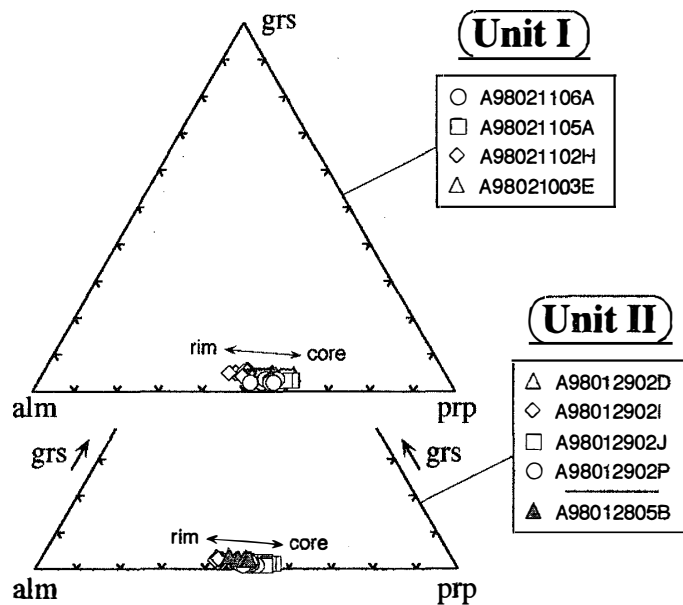 grs
Unit I
A98021106A
A98021105A
A98021102H
A98021003E
rim
core
alm
prp
Unit II
A98012902D
A98012902I
A98012902J
A98012902P
A98012805B
grs
grs
rim
core
alm
prp